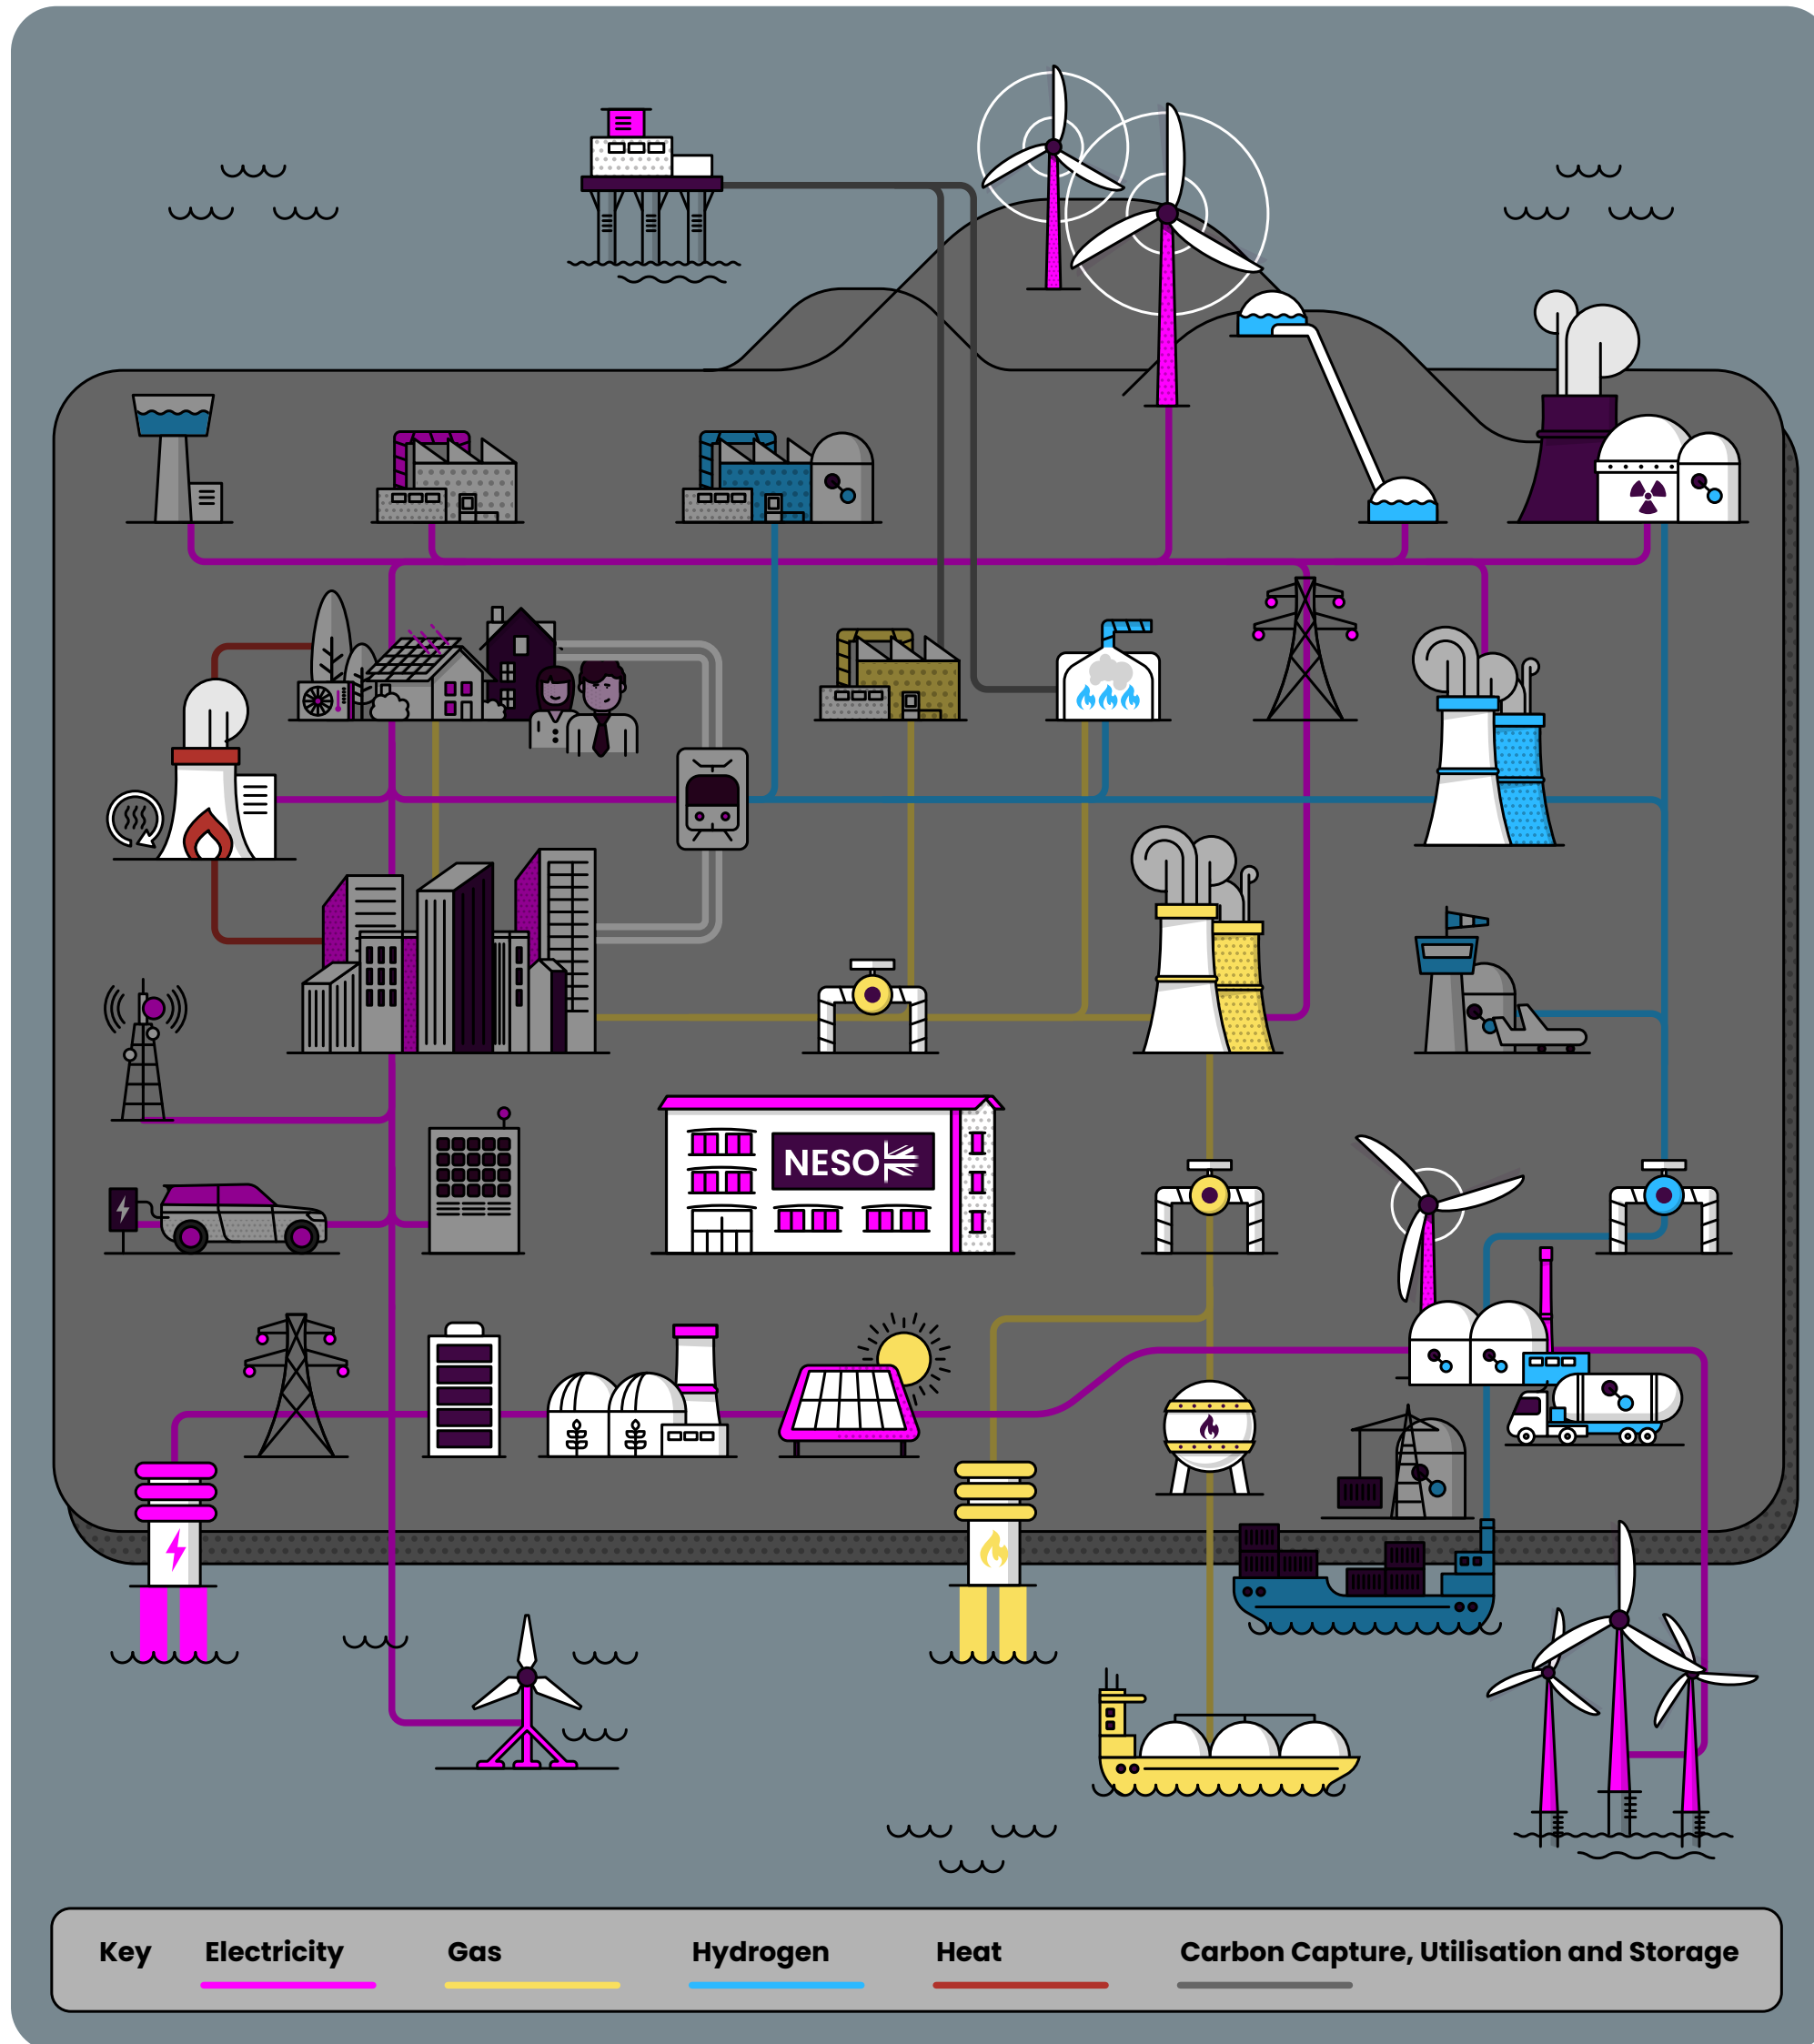 NESO
Key
Electricity
Gas
Hydrogen
Heat
Carbon Capture, Utilisation and Storage